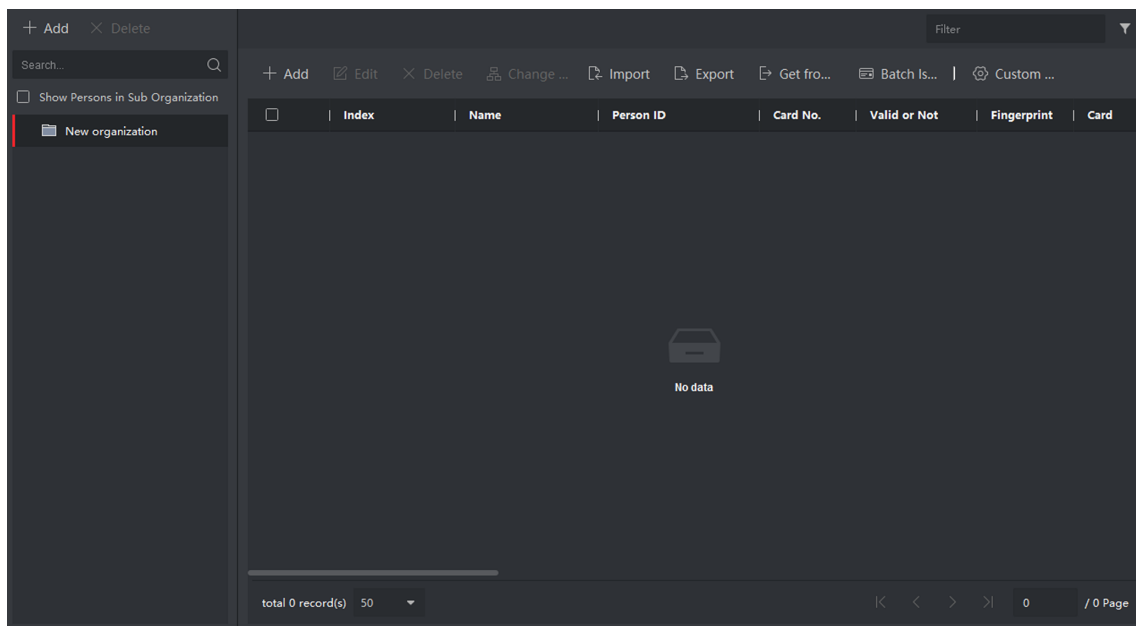 Add Delete
Filter
Search...
Add Edit Delete Change ... Import Export Get fro... Batch Is... Custom ...
Show Persons in Sub Organization
Index Name Person ID Card No. Valid or Not Fingerprint Card
New organization
No data
total 0 record(s) 50 0 / 0 Page